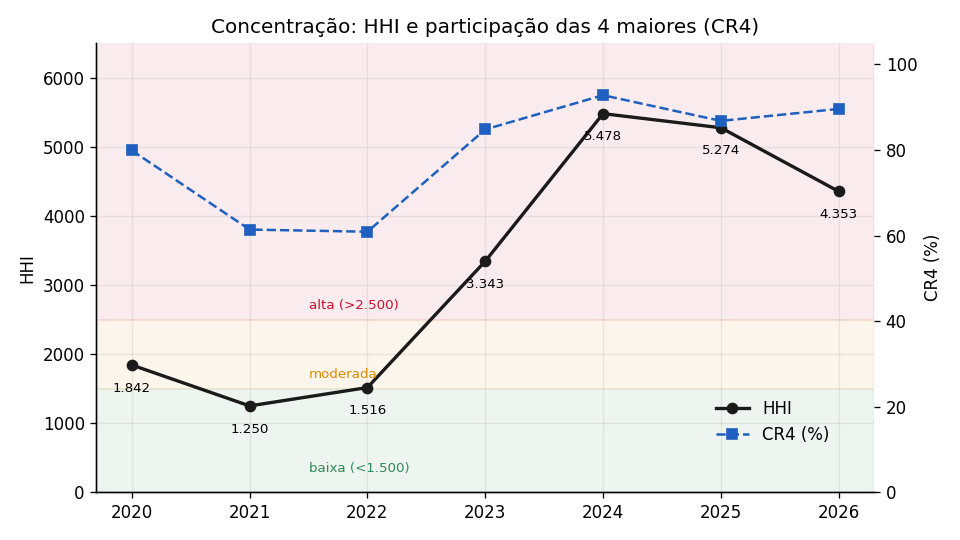 Concentração: HHI e participação das 4 maiores (CR4)
6000
5000
4000
3000
2000
1000
0
HHI
100
80
60
40
20
0
CR4 (%)
5.478
5.274
4.353
3.343
alta (>2.500)
moderada
1.842
1.516
1.250
baixa (<1.500)
HHI
CR4 (%)
2020 2021 2022 2023 2024 2025 2026